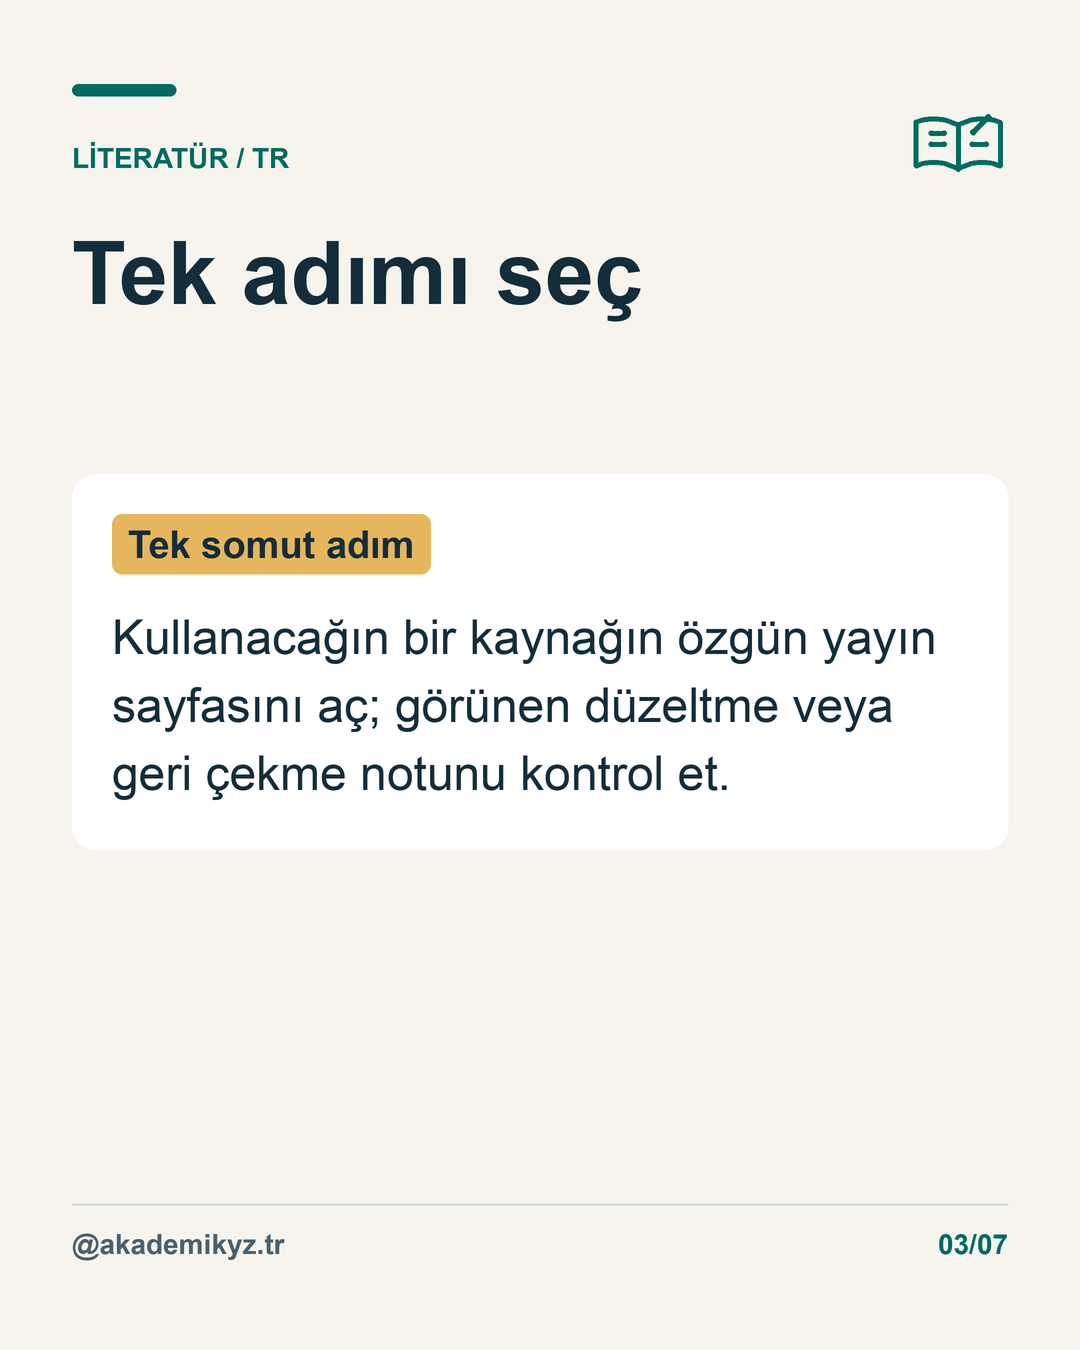 LİTERATÜR / TR
Tek adımı seç
Tek somut adım
Kullanacağın bir kaynağın özgün yayın
sayfasını aç; görünen düzeltme veya
geri çekme notunu kontrol et.
@akademikyz.tr
03/07